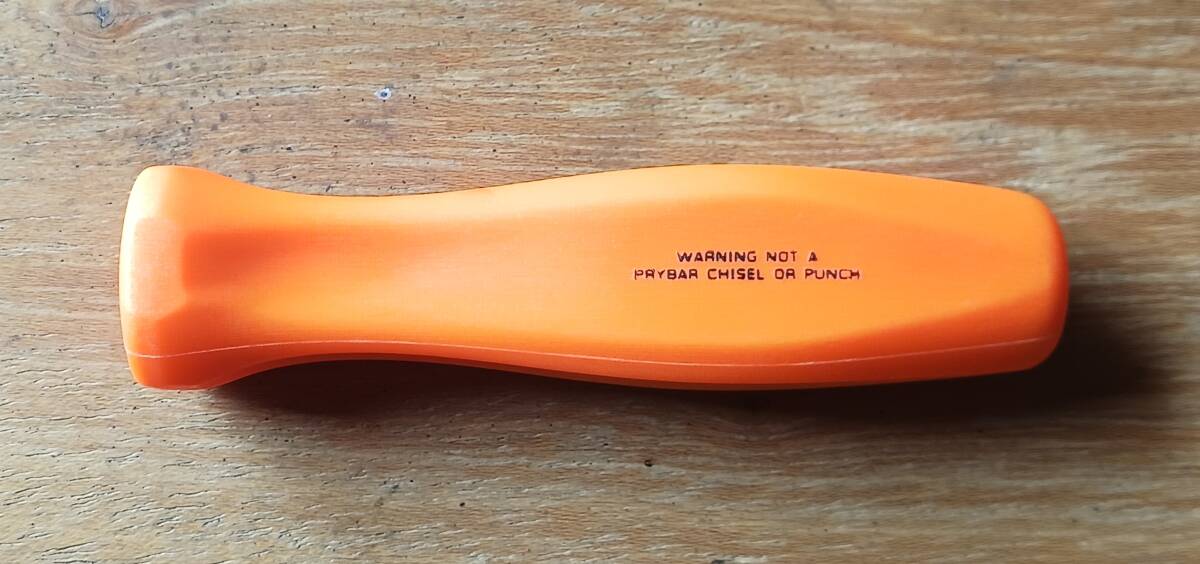 WARNING NOT A
PRYBAR CHISEL OR PUNCH